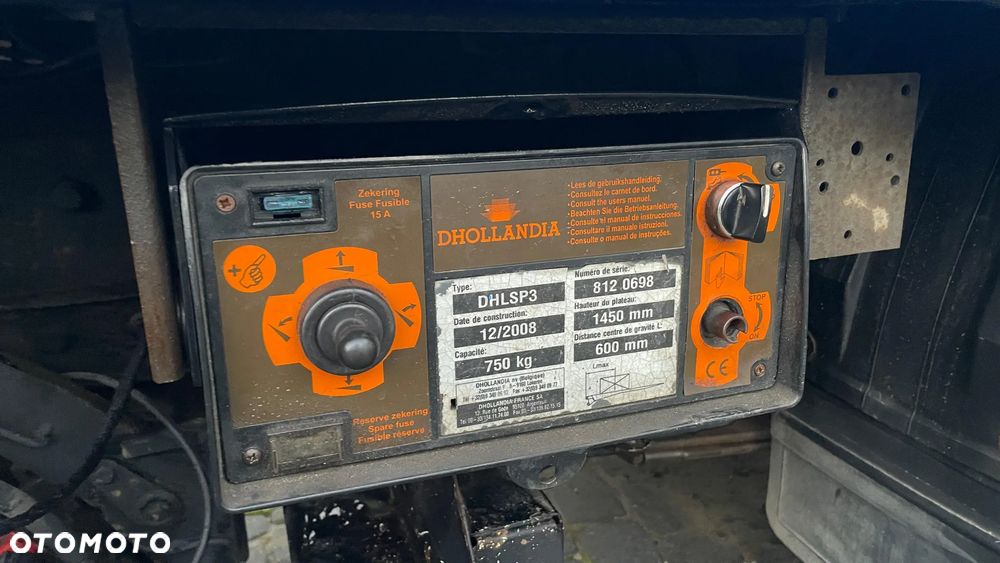 Zekering
Fuse Fusible
15 A
DHOLLANDIA
• Lees de gebruikshandleiding.
• Consultez le carnet de bord.
• Consult the users manuel.
• Beachten Sie die Betriebsanleitung.
• Consulte el manual de instrucciones.
• Consultare il manuale istruzioni.
• Consulte o manual de instruções.
Type:
DHLSP3
Date de construction:
12/2008
Capacité:
750 kg
DHOLLANDIA nv (Belgique)
DHOLLANDIA FRANCE SA
Numéro de série:
812 0698
Hauteur du plateau:
1450 mm
Distance centre de gravité L:
600 mm
Lmax
STOP
ON
CE
Reserve zekering
Spare fuse
Fusible réserve
OTOMOTO